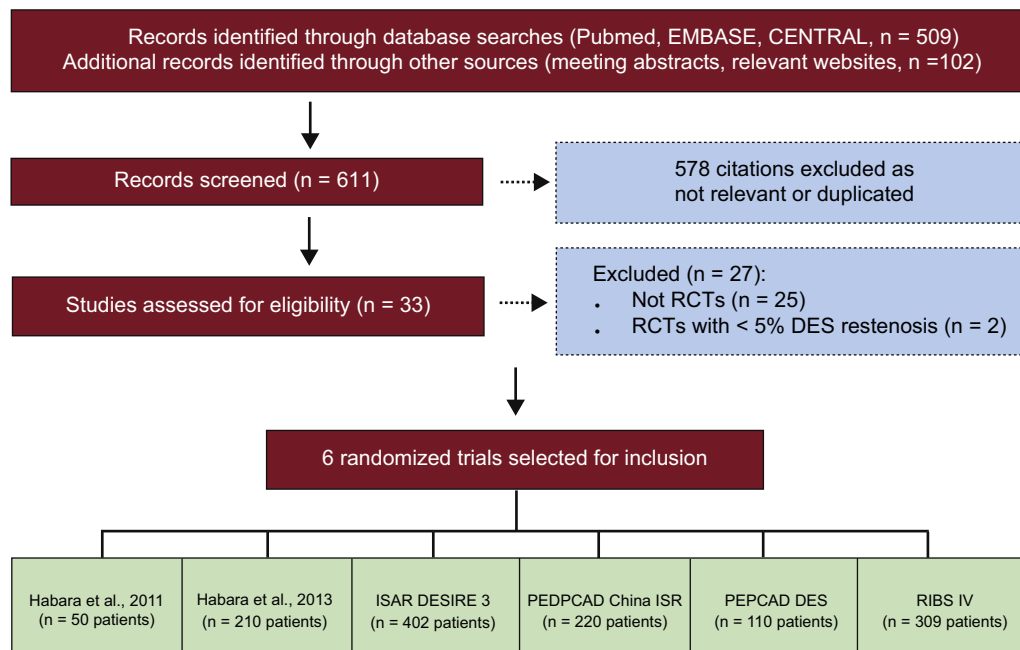 Records identified through database searches (Pubmed, EMBASE, CENTRAL, n = 509)
Additional records identified through other sources (meeting abstracts, relevant websites, n =102)
Records screened (n = 611)
578 citations excluded as
not relevant or duplicated
Studies assessed for eligibility (n = 33)
Excluded (n = 27):
• Not RCTs (n = 25)
• RCTs with < 5% DES restenosis (n = 2)
6 randomized trials selected for inclusion
Habara et al., 2011
(n = 50 patients)
Habara et al., 2013
(n = 210 patients)
ISAR DESIRE 3
(n = 402 patients)
PEDPCAD China ISR
(n = 220 patients)
PEPCAD DES
(n = 110 patients)
RIBS IV
(n = 309 patients)